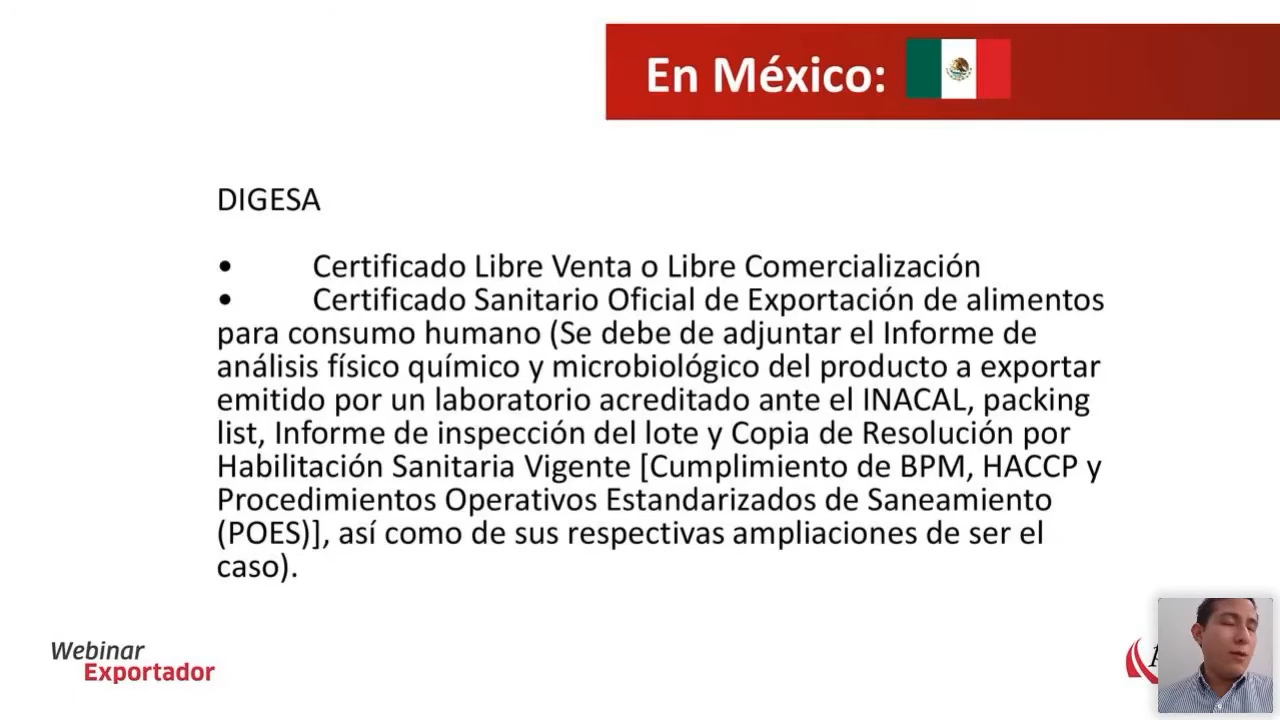 En México:
DIGESA
• Certificado Libre Venta o Libre Comercialización
• Certificado Sanitario Oficial de Exportación de alimentos
para consumo humano (Se debe de adjuntar el Informe de
análisis físico químico y microbiológico del producto a exportar
emitido por un laboratorio acreditado ante el INACAL, packing
list, Informe de inspección del lote y Copia de Resolución por
Habilitación Sanitaria Vigente [Cumplimiento de BPM, HACCP y
Procedimientos Operativos Estandarizados de Saneamiento
(POES)], así como de sus respectivas ampliaciones de ser el
caso).
Webinar
Exportador